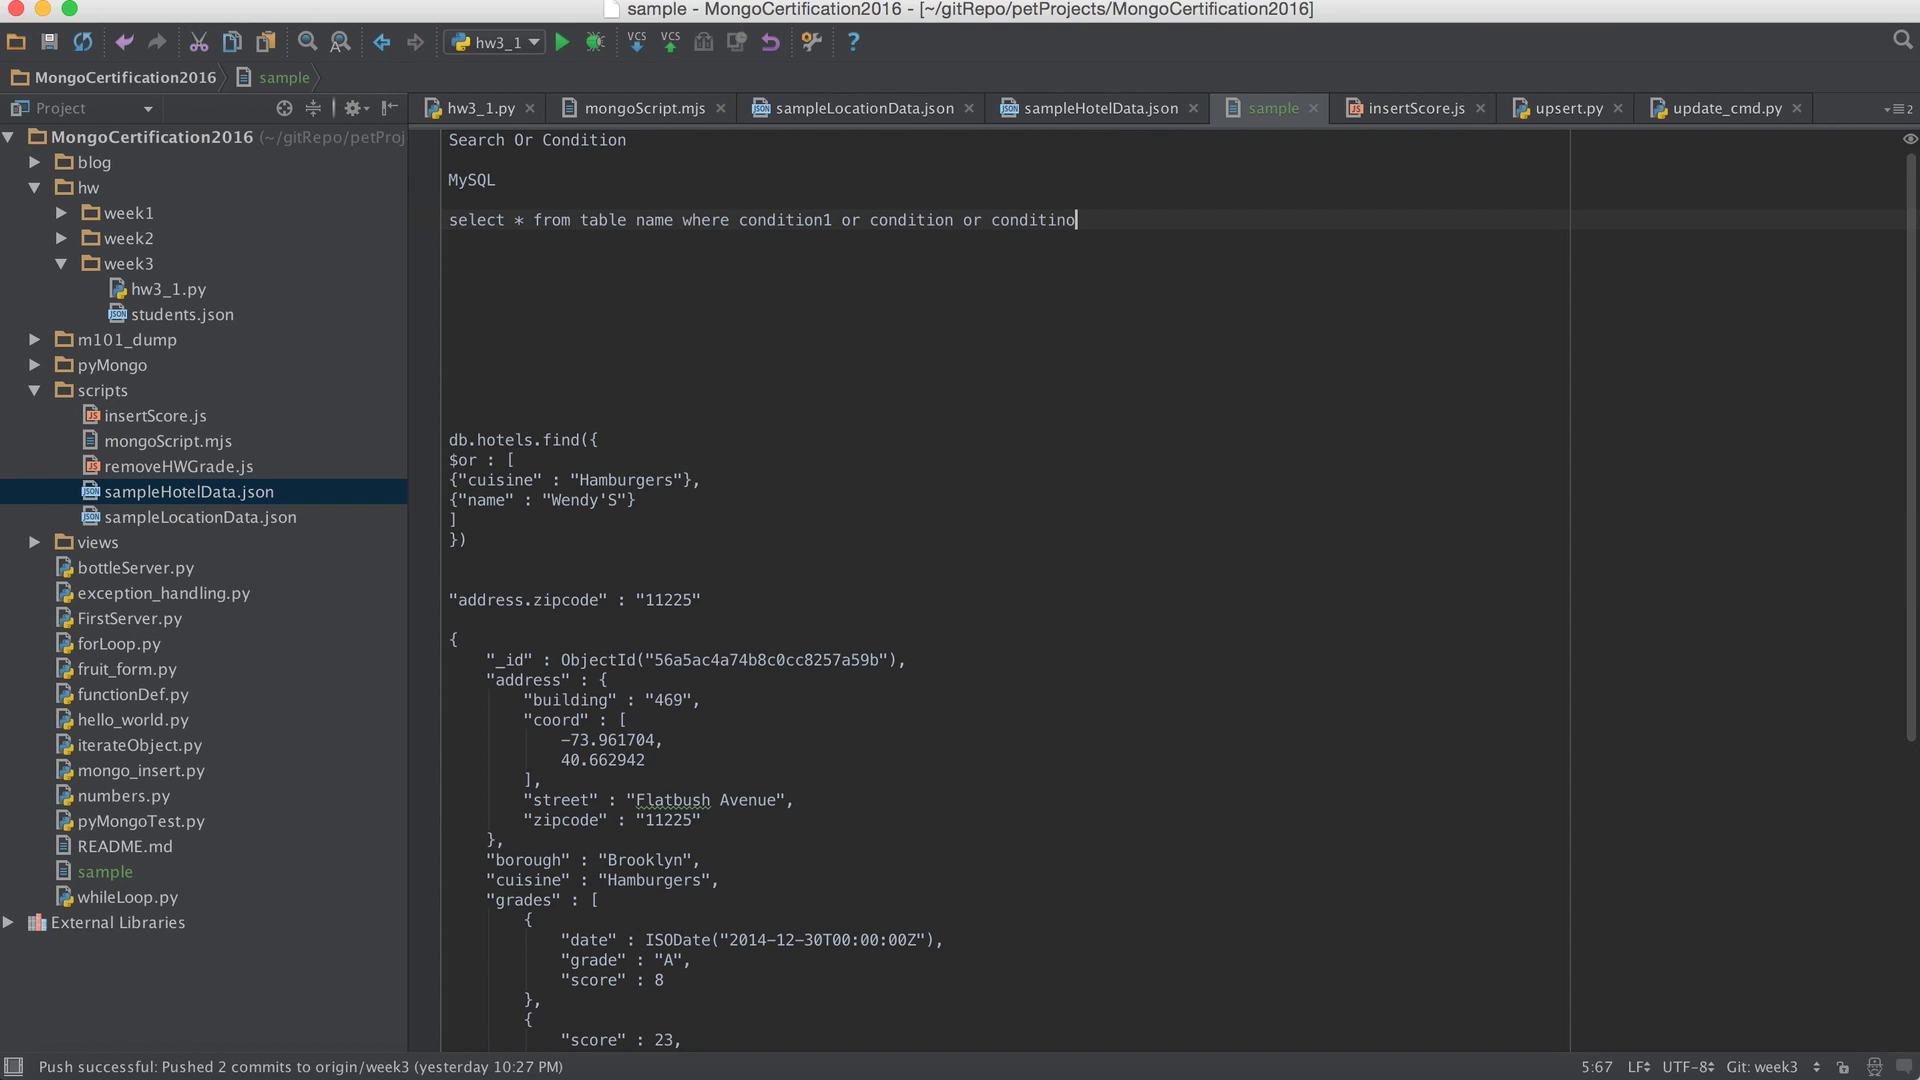 sample - MongoCertification2016 - [~/gitRepo/petProjects/MongoCertification2016]
hw3_1
VCS
VCS
MongoCertification2016
sample
Project
hw3_1.py
mongoScript.mjs
sampleLocationData.json
sampleHotelData.json
sample
insertScore.js
upsert.py
update_cmd.py
2
MongoCertification2016 (~/gitRepo/petProj
blog
hw
week1
week2
week3
hw3_1.py
students.json
m101_dump
pyMongo
scripts
insertScore.js
mongoScript.mjs
removeHWGrade.js
sampleHotelData.json
sampleLocationData.json
views
bottleServer.py
exception_handling.py
FirstServer.py
forLoop.py
fruit_form.py
functionDef.py
hello_world.py
iterateObject.py
mongo_insert.py
numbers.py
pyMongoTest.py
README.md
sample
whileLoop.py
External Libraries
Search Or Condition
MySQL
select * from table name where condition1 or condition or conditino
db.hotels.find({
$or : [
{"cuisine" : "Hamburgers"},
{"name" : "Wendy'S"}
]
})
"address.zipcode" : "11225"
{
"_id" : ObjectId("56a5ac4a74b8c0cc8257a59b"),
"address" : {
"building" : "469",
"coord" : [
-73.961704,
40.662942
],
"street" : "Flatbush Avenue",
"zipcode" : "11225"
},
"borough" : "Brooklyn",
"cuisine" : "Hamburgers",
"grades" : [
{
"date" : ISODate("2014-12-30T00:00:00Z"),
"grade" : "A",
"score" : 8
},
{
"score" : 23,
Push successful: Pushed 2 commits to origin/week3 (yesterday 10:27 PM)
5:67 LF UTF-8 Git: week3